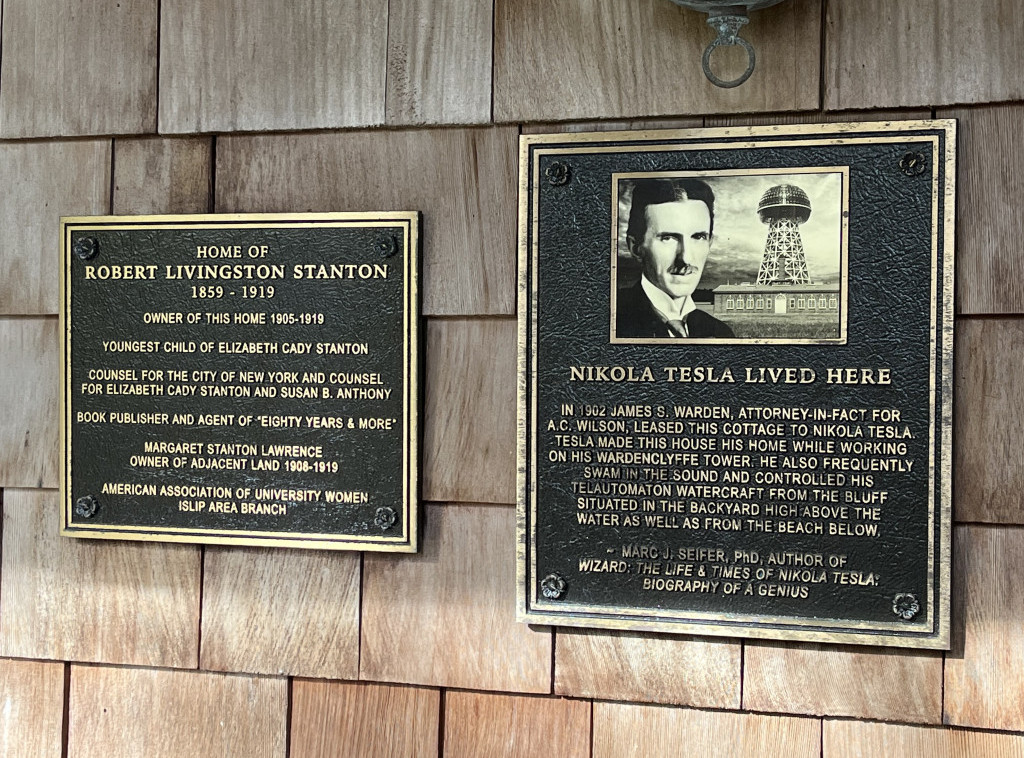 HOME OF
ROBERT LIVINGSTON STANTON
1859 - 1919
OWNER OF THIS HOME 1905-1919
YOUNGEST CHILD OF ELIZABETH CADY STANTON
COUNSEL FOR THE CITY OF NEW YORK AND COUNSEL
FOR ELIZABETH CADY STANTON AND SUSAN B. ANTHONY
BOOK PUBLISHER AND AGENT OF "EIGHTY YEARS & MORE"
MARGARET STANTON LAWRENCE
OWNER OF ADJACENT LAND 1908-1919
AMERICAN ASSOCIATION OF UNIVERSITY WOMEN
ISLIP AREA BRANCH
NIKOLA TESLA LIVED HERE
IN 1902 JAMES S. WARDEN, ATTORNEY-IN-FACT FOR
A.C. WILSON, LEASED THIS COTTAGE TO NIKOLA TESLA.
TESLA MADE THIS HOUSE HIS HOME WHILE WORKING
ON HIS WARDENCLYFFE TOWER. HE ALSO FREQUENTLY
SWAM IN THE SOUND AND CONTROLLED HIS
TELAUTOMATON WATERCRAFT FROM THE BLUFF
SITUATED IN THE BACKYARD HIGH ABOVE THE
WATER AS WELL AS FROM THE BEACH BELOW.
~ MARC J. SEIFER, PhD, AUTHOR OF
WIZARD: THE LIFE & TIMES OF NIKOLA TESLA:
BIOGRAPHY OF A GENIUS